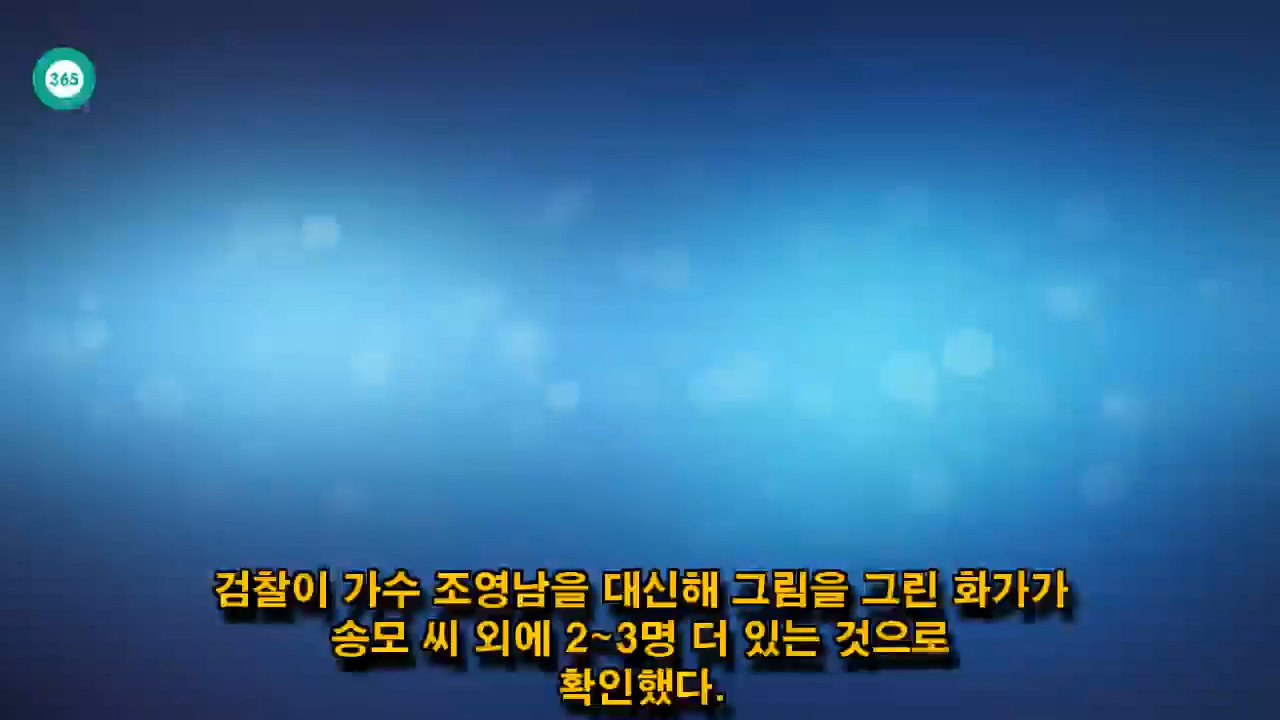 365
검찰이 가수 조영남을 대신해 그림을 그린 화가가
송모 씨 외에 2~3명 더 있는 것으로
확인했다.